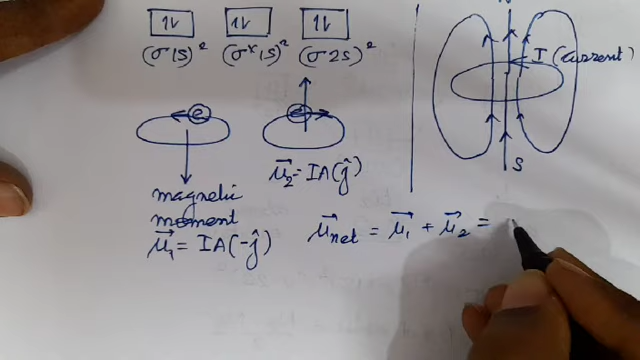 ⥮ ⥮ ⥮
(σ1s)² (σ*1s)² (σ2s)²
I (current)
e e
S
magnetic
moment
μ⃗₂ = IA(ĵ)
μ⃗₁ = IA(-ĵ)
μ⃗net = μ⃗₁ + μ⃗₂ =